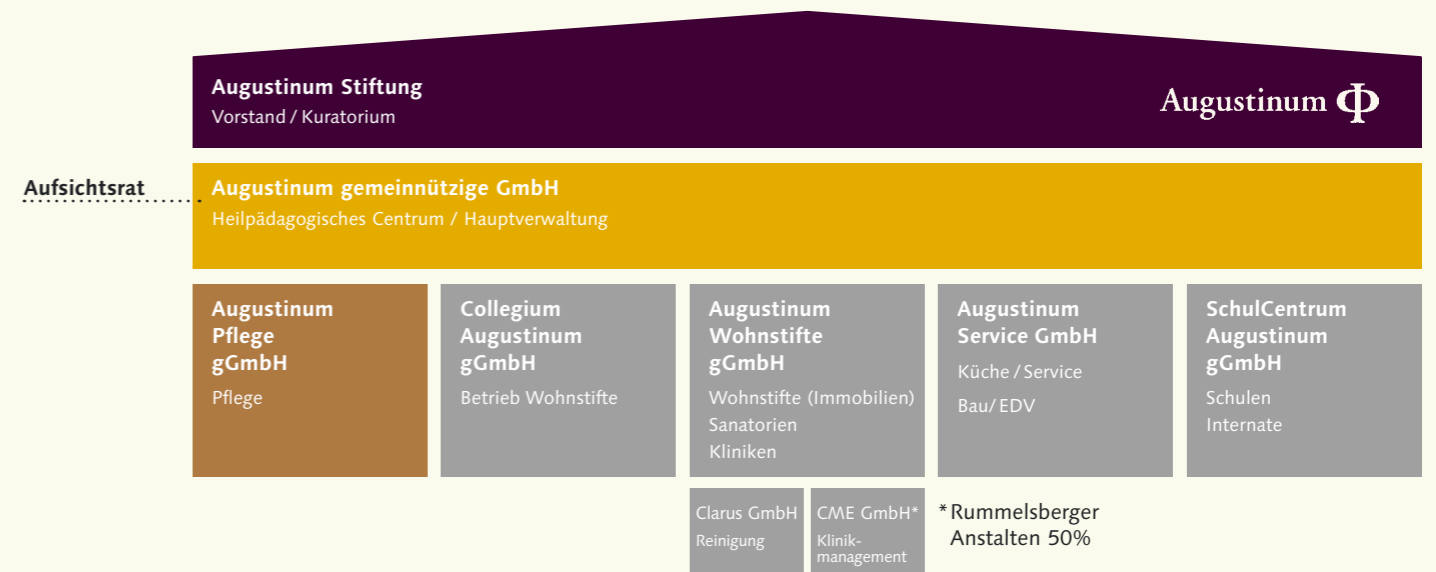 Augustinum Stiftung
Vorstand / Kuratorium
Augustinum Φ
Aufsichtsrat
Augustinum gemeinnützige GmbH
Heilpädagogisches Centrum / Hauptverwaltung
Augustinum
Pflege
gGmbH
Pflege
Collegium
Augustinum
gGmbH
Betrieb Wohnstifte
Augustinum
Wohnstifte
gGmbH
Wohnstifte (Immobilien)
Sanatorien
Kliniken
Augustinum
Service GmbH
Küche / Service
Bau/ EDV
SchulCentrum
Augustinum
gGmbH
Schulen
Internate
Clarus GmbH
Reinigung
CME GmbH*
Klinik-
management
* Rummelsberger
Anstalten 50%